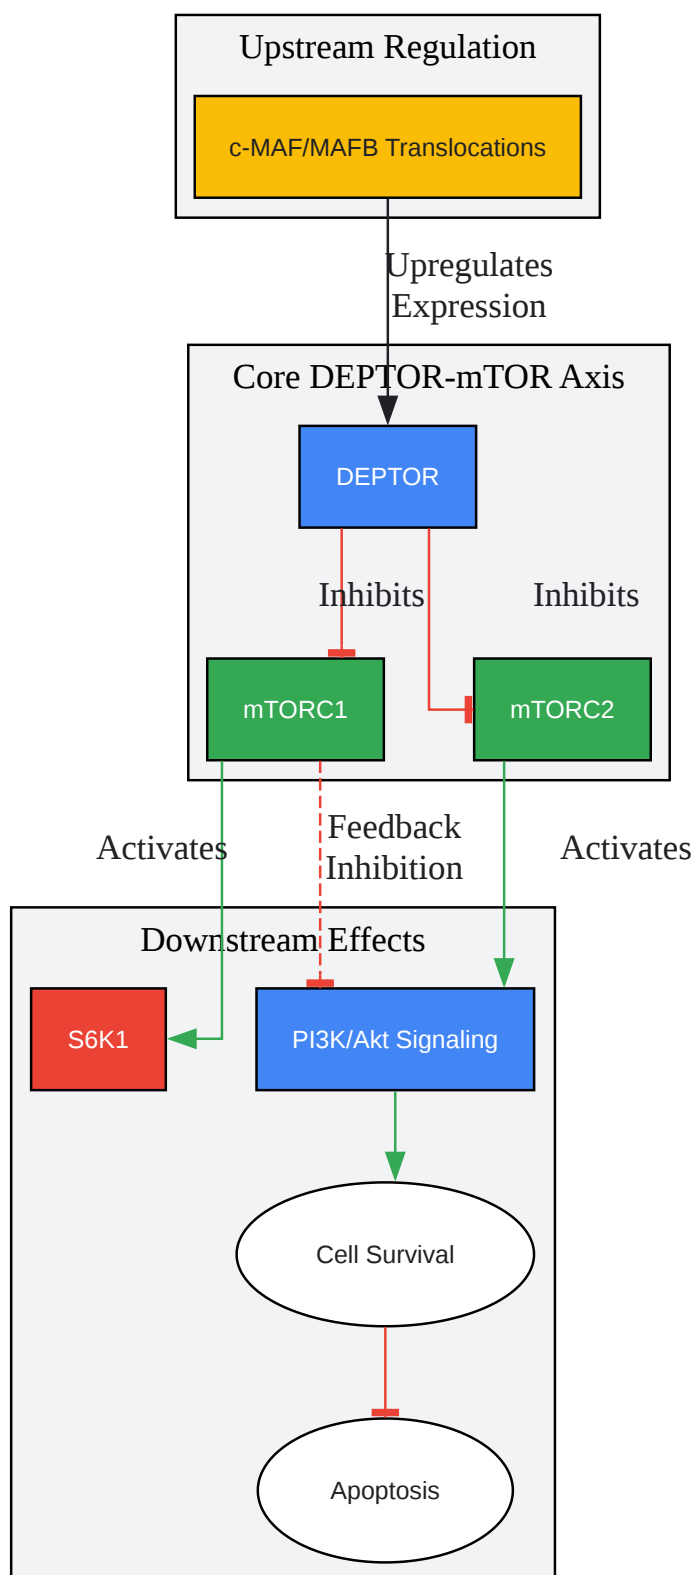 Upstream Regulation
c-MAF/MAFB Translocations
Upregulates
Expression
Core DEPTOR-mTOR Axis
DEPTOR
Inhibits
Inhibits
mTORC1
mTORC2
Activates
Feedback
Inhibition
Activates
Downstream Effects
S6K1
PI3K/Akt Signaling
Cell Survival
Apoptosis